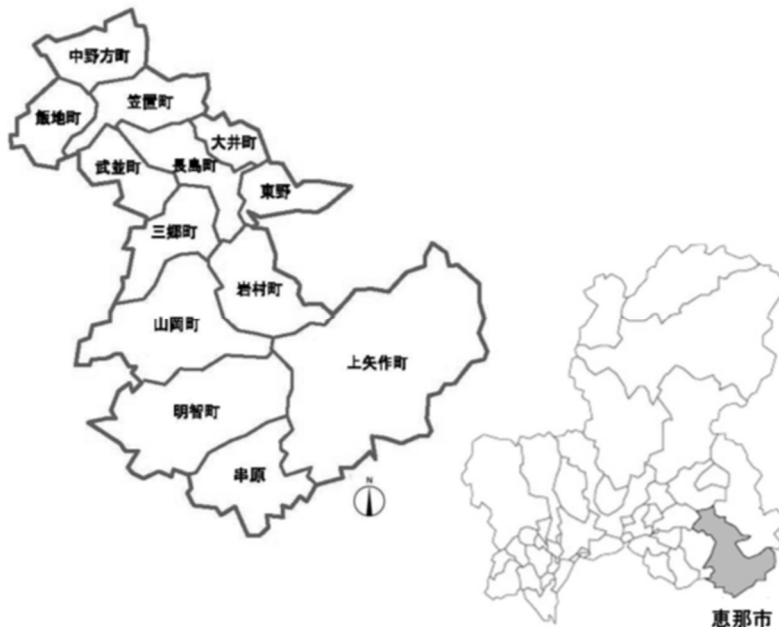 中野方町
笠置町
飯地町
大井町
武並町
長島町
東野
三郷町
岩村町
山岡町
上矢作町
明智町
串原
N
恵那市